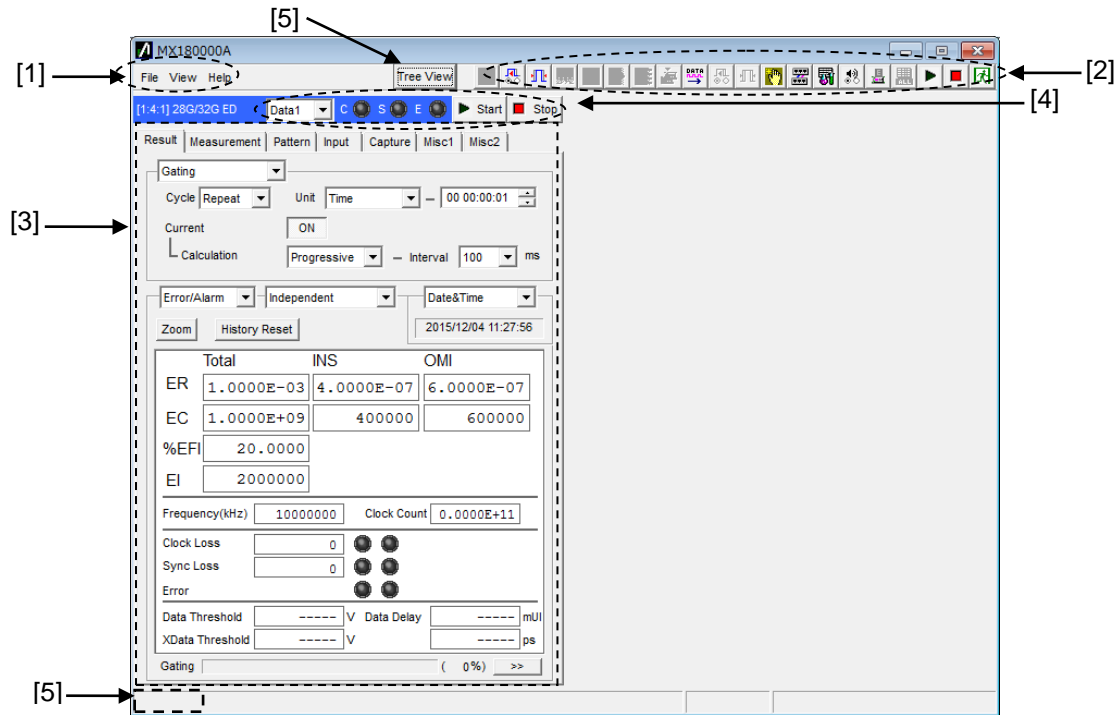 [5]
MX180000A
[1]
File View Help
Tree View
DATA
[2]
[4]
[1:4:1] 28G/32G ED
Data1
C S E
Start
Stop
Result Measurement Pattern Input Capture Misc1 Misc2
Gating
Cycle Repeat Unit Time – 00 00:00:01
[3]
Current ON
Calculation Progressive – Interval 100 ms
Error/Alarm Independent Date&Time
Zoom History Reset 2015/12/04 11:27:56
Total INS OMI
ER 1.0000E-03 4.0000E-07 6.0000E-07
EC 1.0000E+09 400000 600000
%EFI 20.0000
EI 2000000
Frequency(kHz) 10000000 Clock Count 0.0000E+11
Clock Loss 0
Sync Loss 0
Error
Data Threshold ----- V Data Delay ----- mUI
XData Threshold ----- V ----- ps
Gating ( 0%) >>
[5]